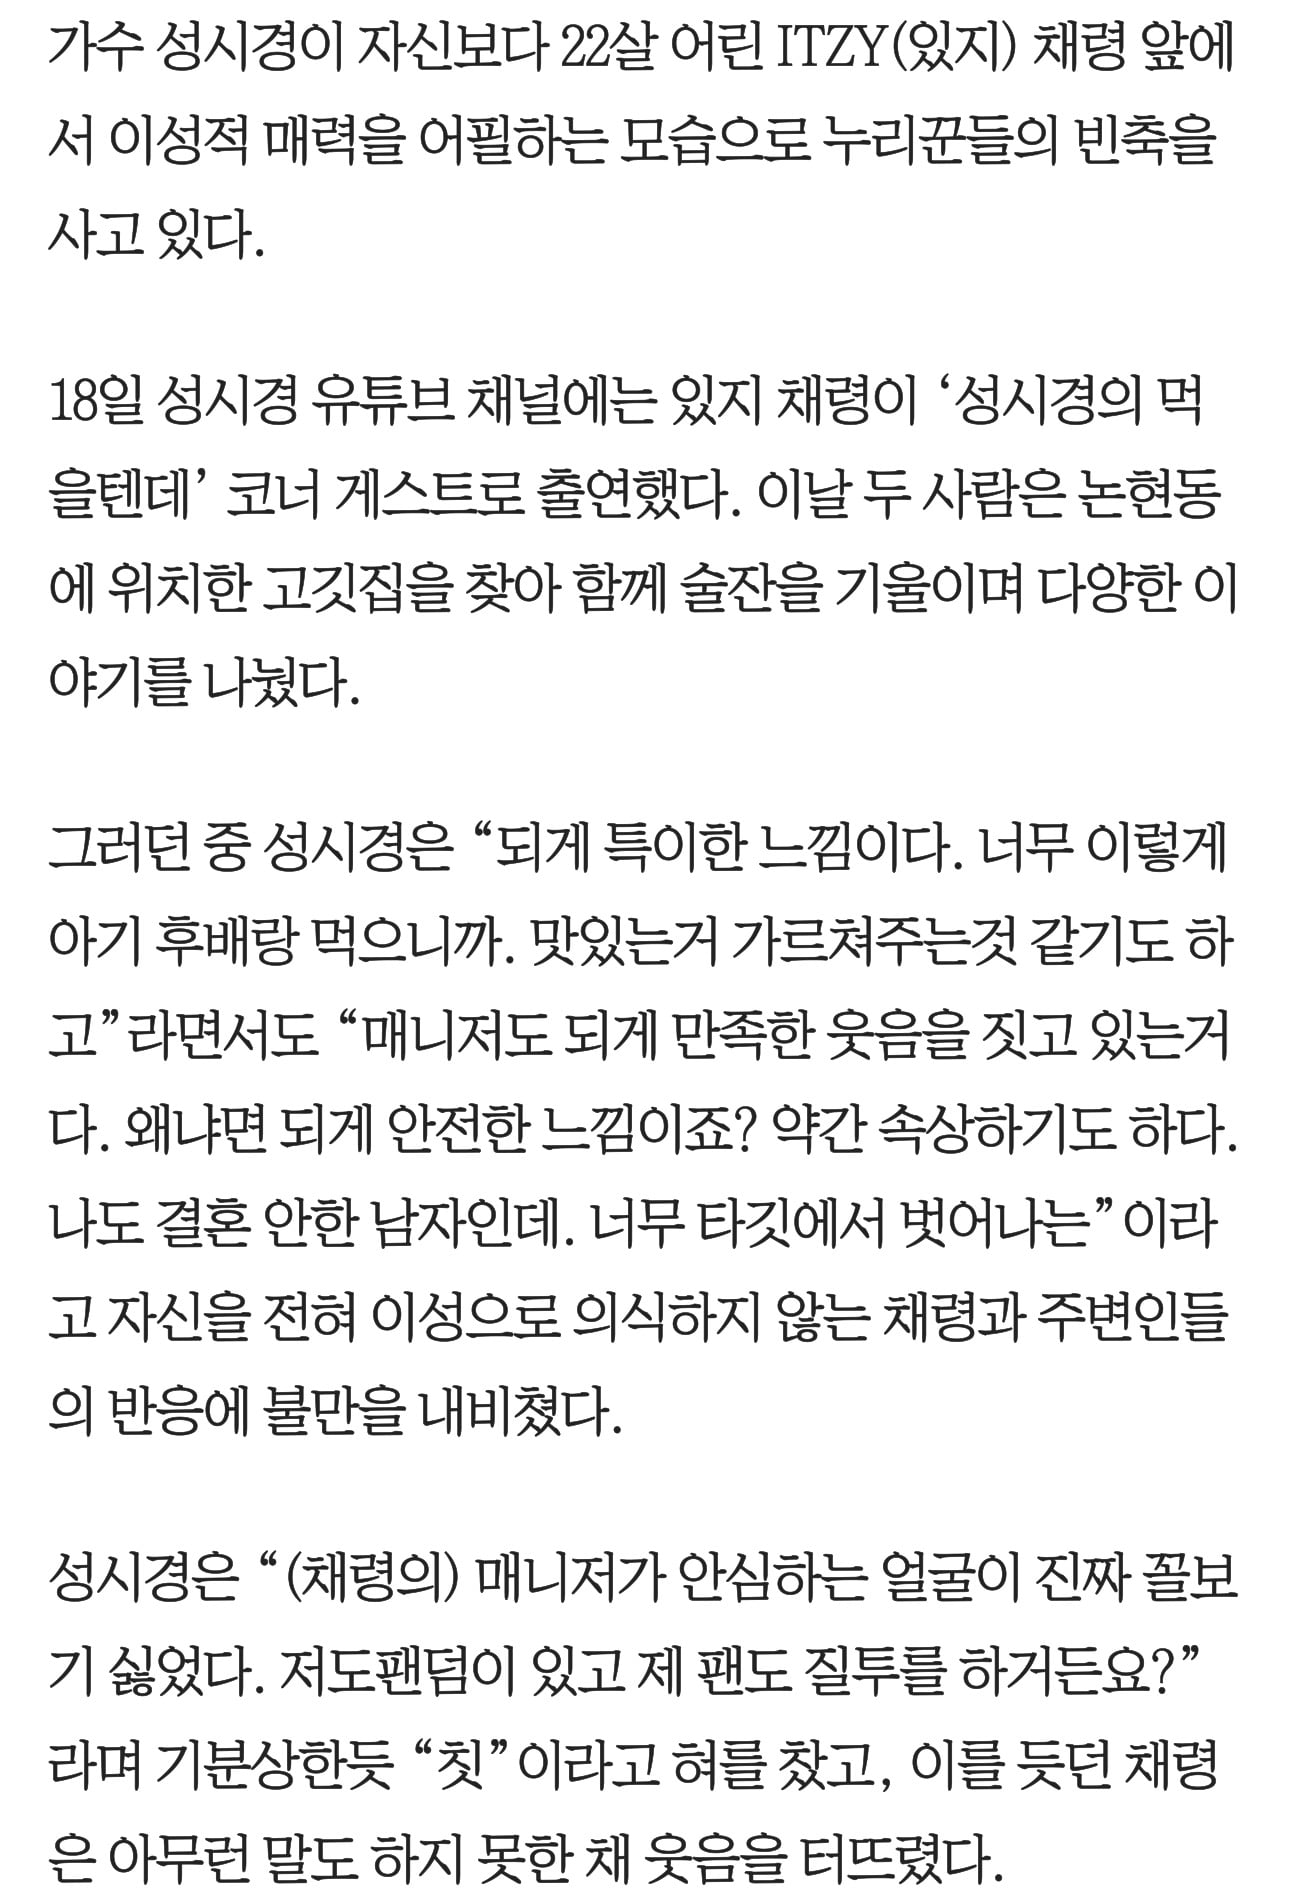 가수 성시경이 자신보다 22살 어린 ITZY(있지) 채령 앞에
서 이성적 매력을 어필하는 모습으로 누리꾼들의 빈축을
사고 있다.
18일 성시경 유튜브 채널에는 있지 채령이 ‘성시경의 먹
을텐데’ 코너 게스트로 출연했다. 이날 두 사람은 논현동
에 위치한 고깃집을 찾아 함께 술잔을 기울이며 다양한 이
야기를 나눴다.
그러던 중 성시경은 “되게 특이한 느낌이다. 너무 이렇게
아기 후배랑 먹으니까. 맛있는거 가르쳐주는것 같기도 하
고”라면서도 “매니저도 되게 만족한 웃음을 짓고 있는거
다. 왜냐면 되게 안전한 느낌이죠? 약간 속상하기도 하다.
나도 결혼 안한 남자인데. 너무 타깃에서 벗어나는”이라
고 자신을 전혀 이성으로 의식하지 않는 채령과 주변인들
의 반응에 불만을 내비쳤다.
성시경은 “(채령의) 매니저가 안심하는 얼굴이 진짜 꼴보
기 싫었다. 저도팬덤이 있고 제 팬도 질투를 하거든요?”
라며 기분상한듯 “칫”이라고 혀를 찼고, 이를 듯던 채령
은 아무런 말도 하지 못한 채 웃음을 터뜨렸다.